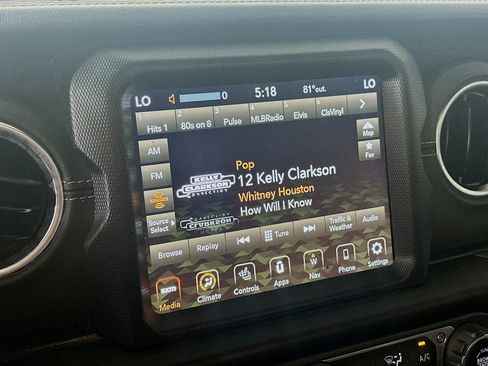 LO 0 5:18 81°out. LO
1 2 3 4 5 6
Hits 1 80s on 8 Pulse MLBRadio Elvis ClsVinyl
AM
Map
FM
Fav
Pop
KELLY CLARKSON CONNECTION
12 Kelly Clarkson
Whitney Houston
How Will I Know
Source Select
Browse Replay Tune Traffic & Weather Audio
Media Climate Controls Apps Nav Phone Settings
W
A/C